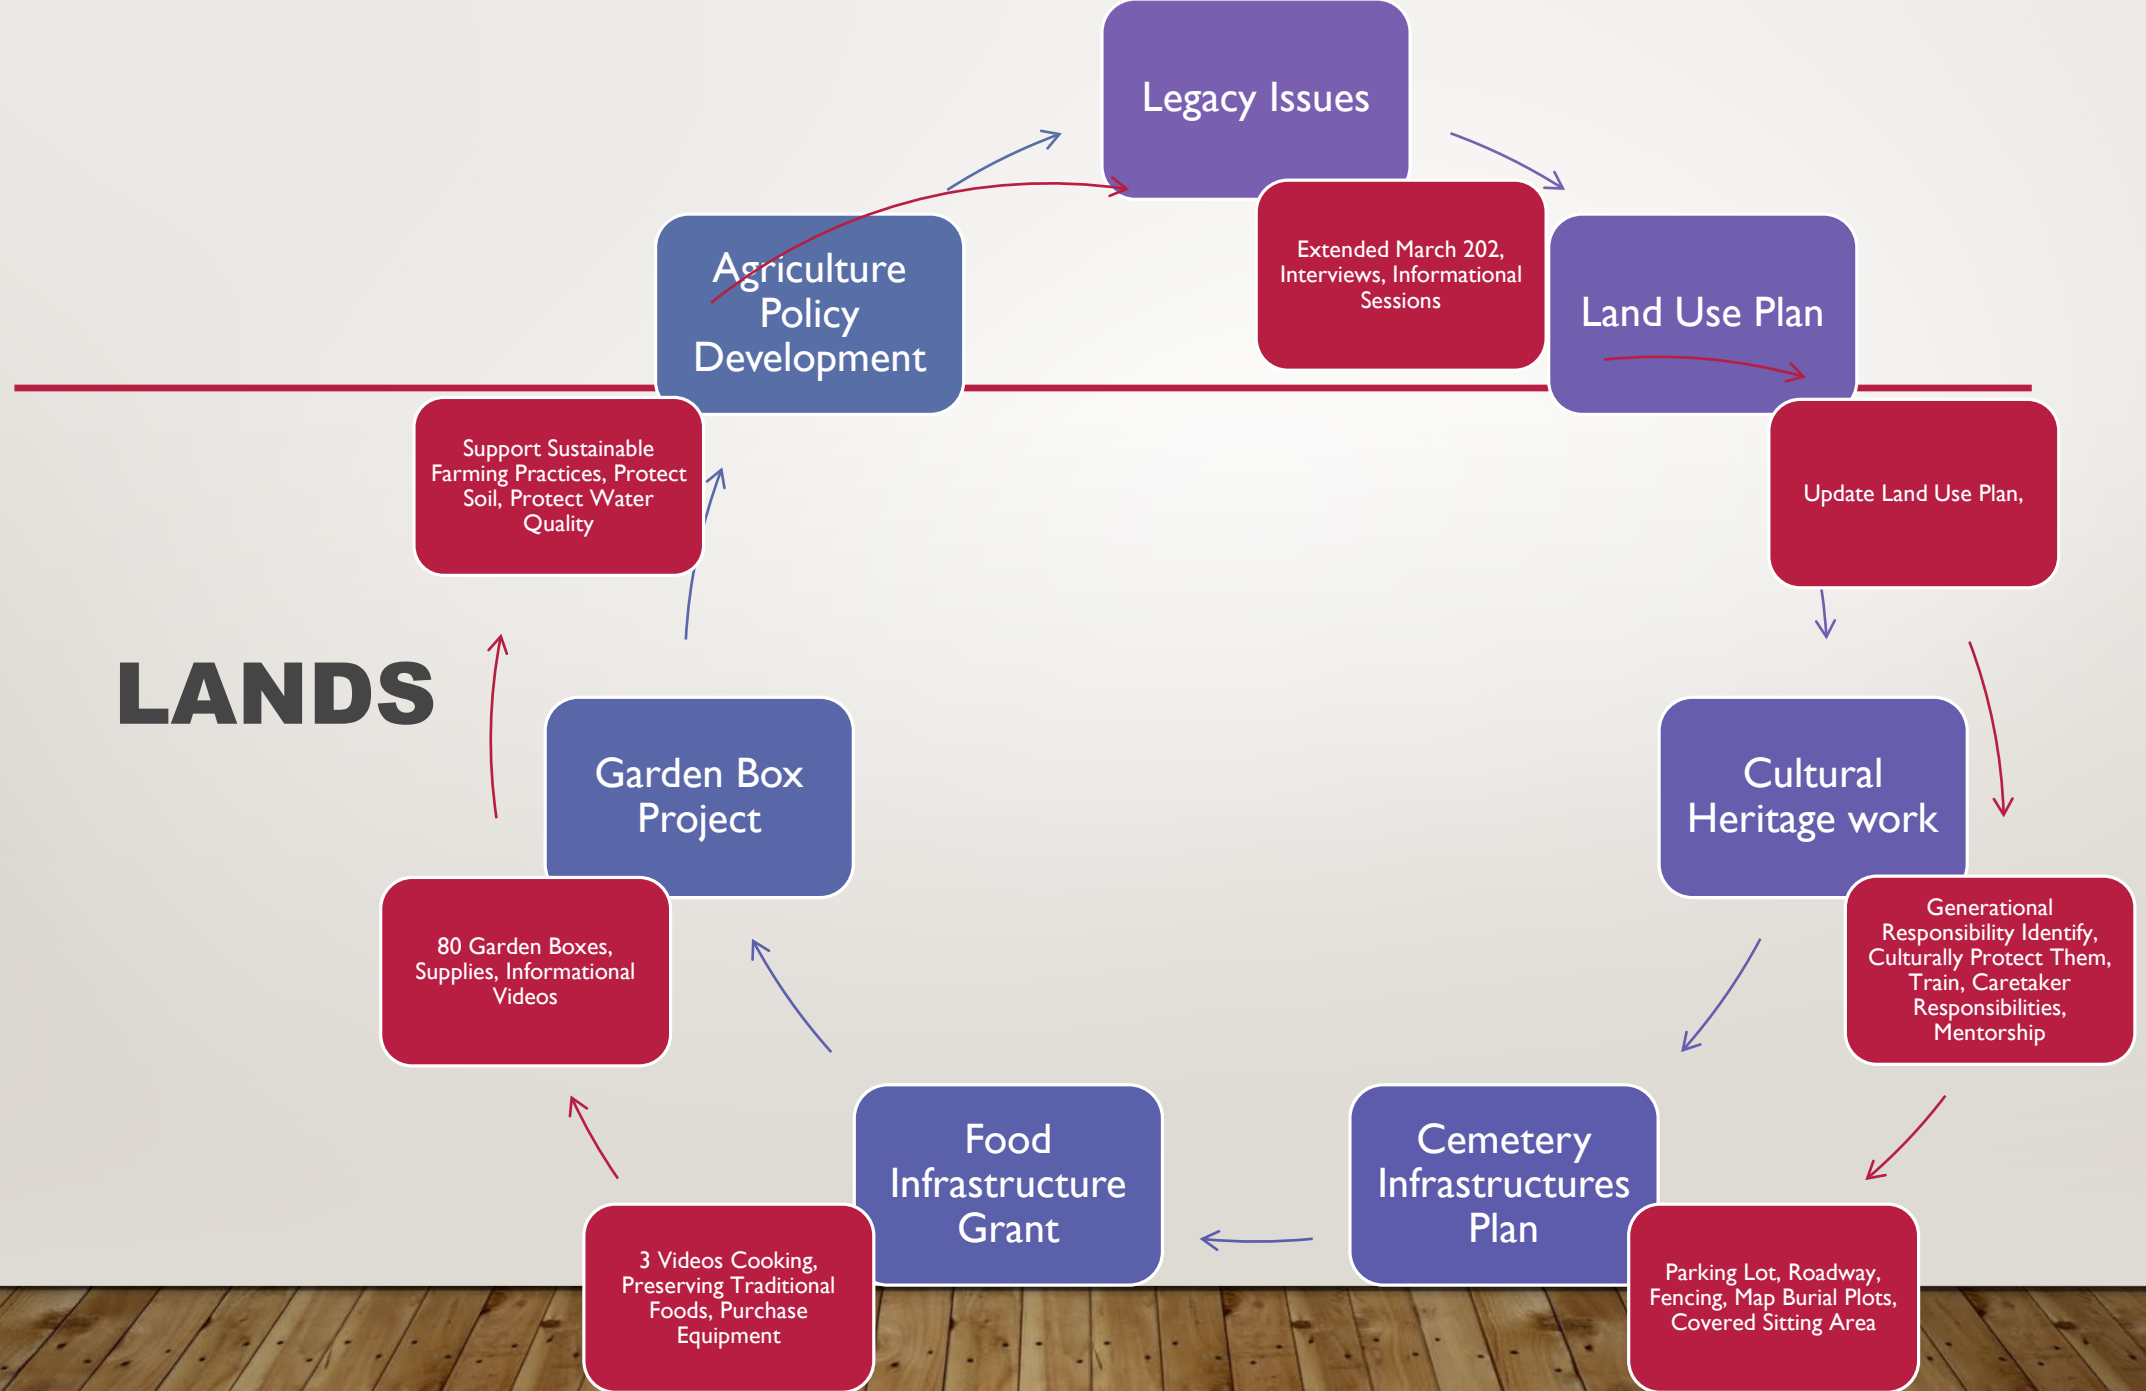 Legacy Issues
Extended March 202,
Interviews, Informational
Sessions
Land Use Plan
Update Land Use Plan,
Cultural
Heritage work
Generational
Responsibility Identify,
Culturally Protect Them,
Train, Caretaker
Responsibilities,
Mentorship
Cemetery
Infrastructures
Plan
Parking Lot, Roadway,
Fencing, Map Burial Plots,
Covered Sitting Area
Food
Infrastructure
Grant
3 Videos Cooking,
Preserving Traditional
Foods, Purchase
Equipment
Garden Box
Project
80 Garden Boxes,
Supplies, Informational
Videos
Agriculture
Policy
Development
Support Sustainable
Farming Practices, Protect
Soil, Protect Water
Quality
LANDS